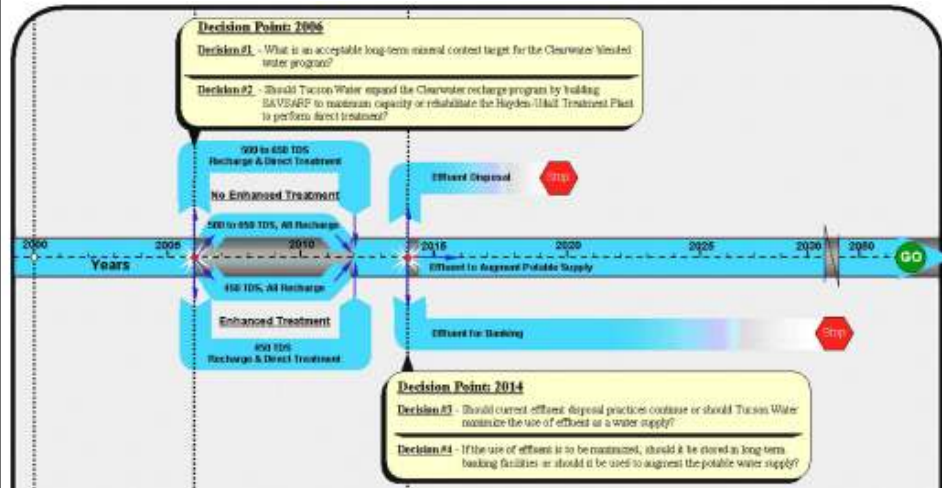 Decision Point: 2006
Decision #1 - What is an acceptable long-term mineral content target for the Clearwater blended
water program?
Decision #2 - Should Tucson Water expand the Clearwater recharge program by building
SAVSARP to maximum capacity or rehabilitate the Hayden-Udall Treatment Plant
to perform direct treatment?
500 to 650 TDS
Recharge & Direct Treatment
No Enhanced Treatment
500 to 650 TDS, All Recharge
Effluent Disposal
Stop
2000
2005
2010
2015
2020
2025
2030
2080
Years
Effluent to Augment Potable Supply
GO
450 TDS, All Recharge
Enhanced Treatment
450 TDS
Recharge & Direct Treatment
Effluent for Banking
Stop
Decision Point: 2014
Decision #3 - Should current effluent disposal practices continue or should Tucson Water
maximize the use of effluent as a water supply?
Decision #4 - If the use of effluent is to be maximized, should it be stored in long-term
banking facilities or should it be used to augment the potable water supply?